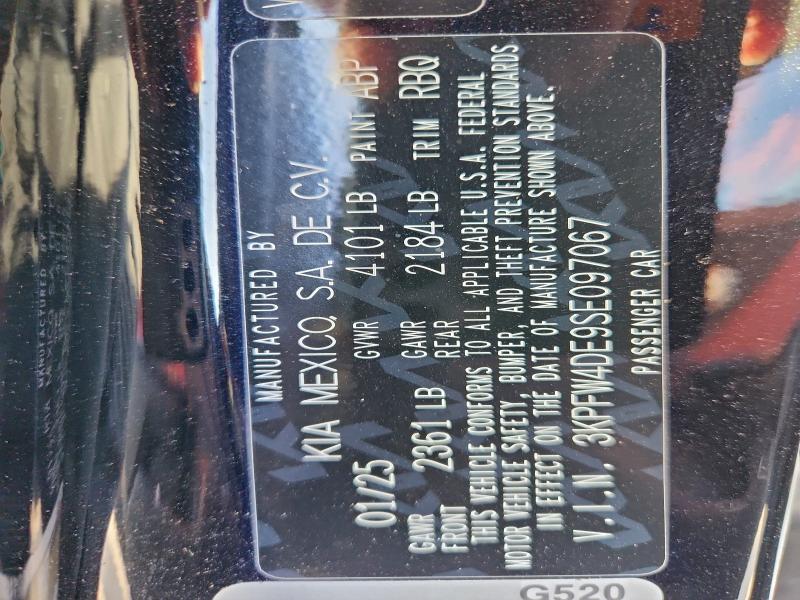 MANUFACTURED BY
KIA MEXICO, S.A. DE C.V.
01/25 GVWR 4101 LB PAINT ABP
GAWR FRONT 2361 LB GAWR REAR 2184 LB TRIM RBQ
THIS VEHICLE CONFORMS TO ALL APPLICABLE U.S.A. FEDERAL
MOTOR VEHICLE SAFETY, BUMPER, AND THEFT PREVENTION STANDARDS
IN EFFECT ON THE DATE OF MANUFACTURE SHOWN ABOVE.
V.I.N. 3KPFW4DE9SE097067
PASSENGER CAR
G520